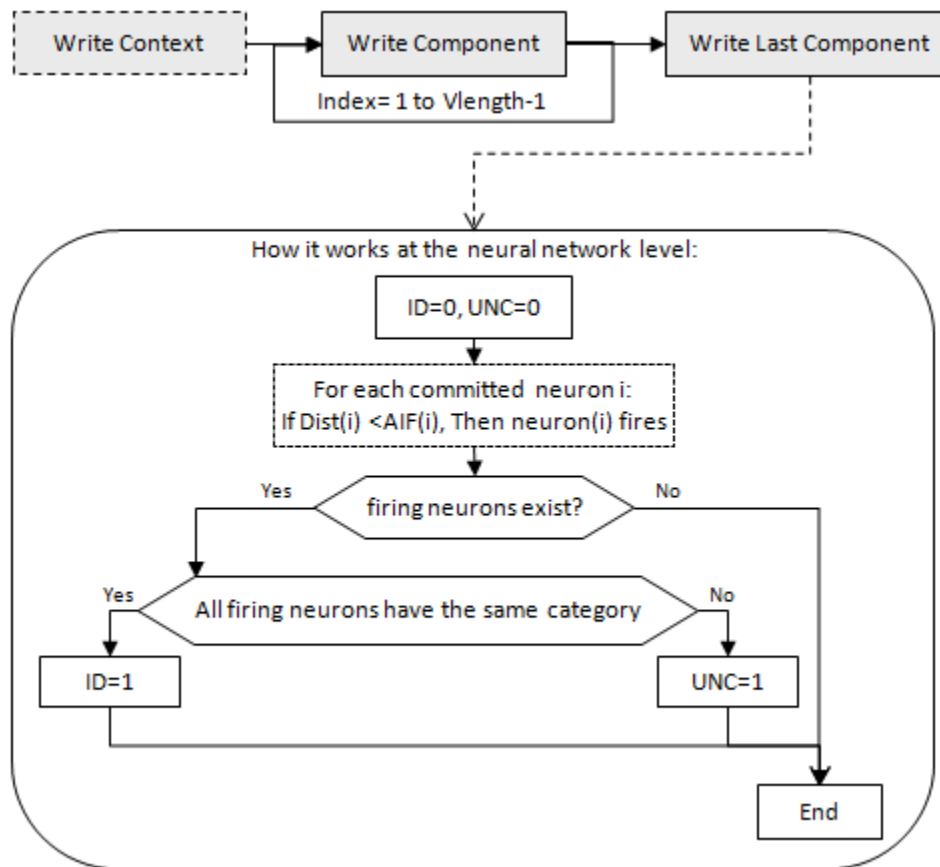 Write Context
Write Component
Write Last Component
Index= 1 to Vlength-1
How it works at the neural network level:
ID=0, UNC=0
For each committed neuron i:
If Dist(i) <AIF(i), Then neuron(i) fires
Yes
firing neurons exist?
No
Yes
All firing neurons have the same category
No
ID=1
UNC=1
End